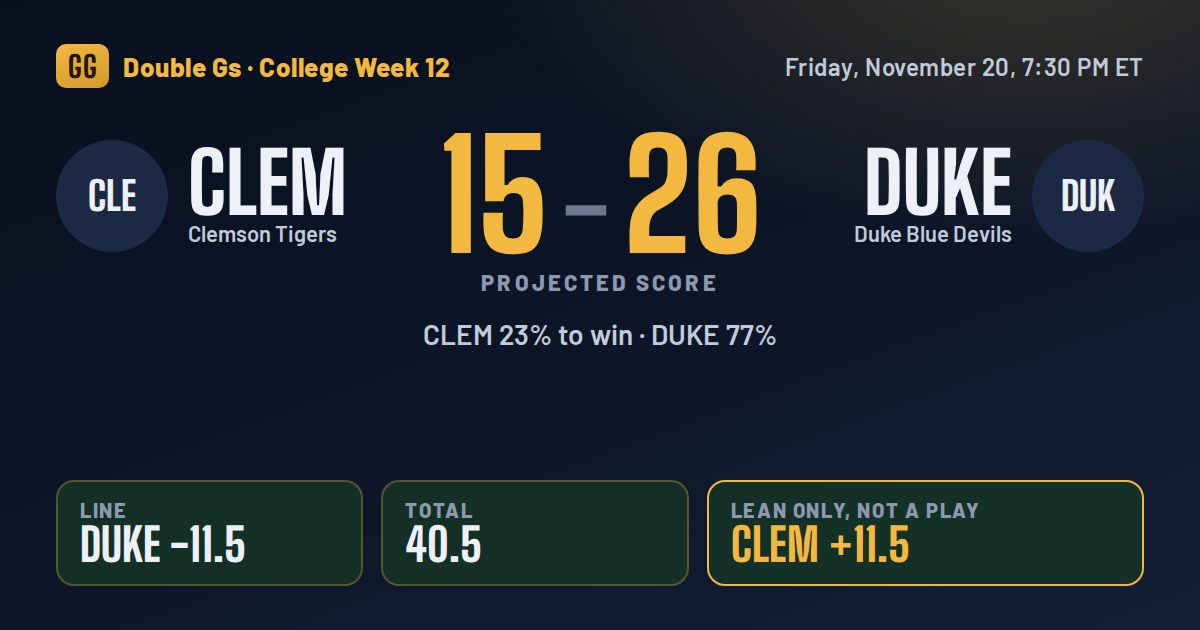 GG Double Gs · College Week 12
Friday, November 20, 7:30 PM ET
CLE
CLEM
Clemson Tigers
15 – 26
PROJECTED SCORE
CLEM 23% to win · DUKE 77%
DUKE
Duke Blue Devils
DUK
LINE
DUKE −11.5
TOTAL
40.5
LEAN ONLY, NOT A PLAY
CLEM +11.5